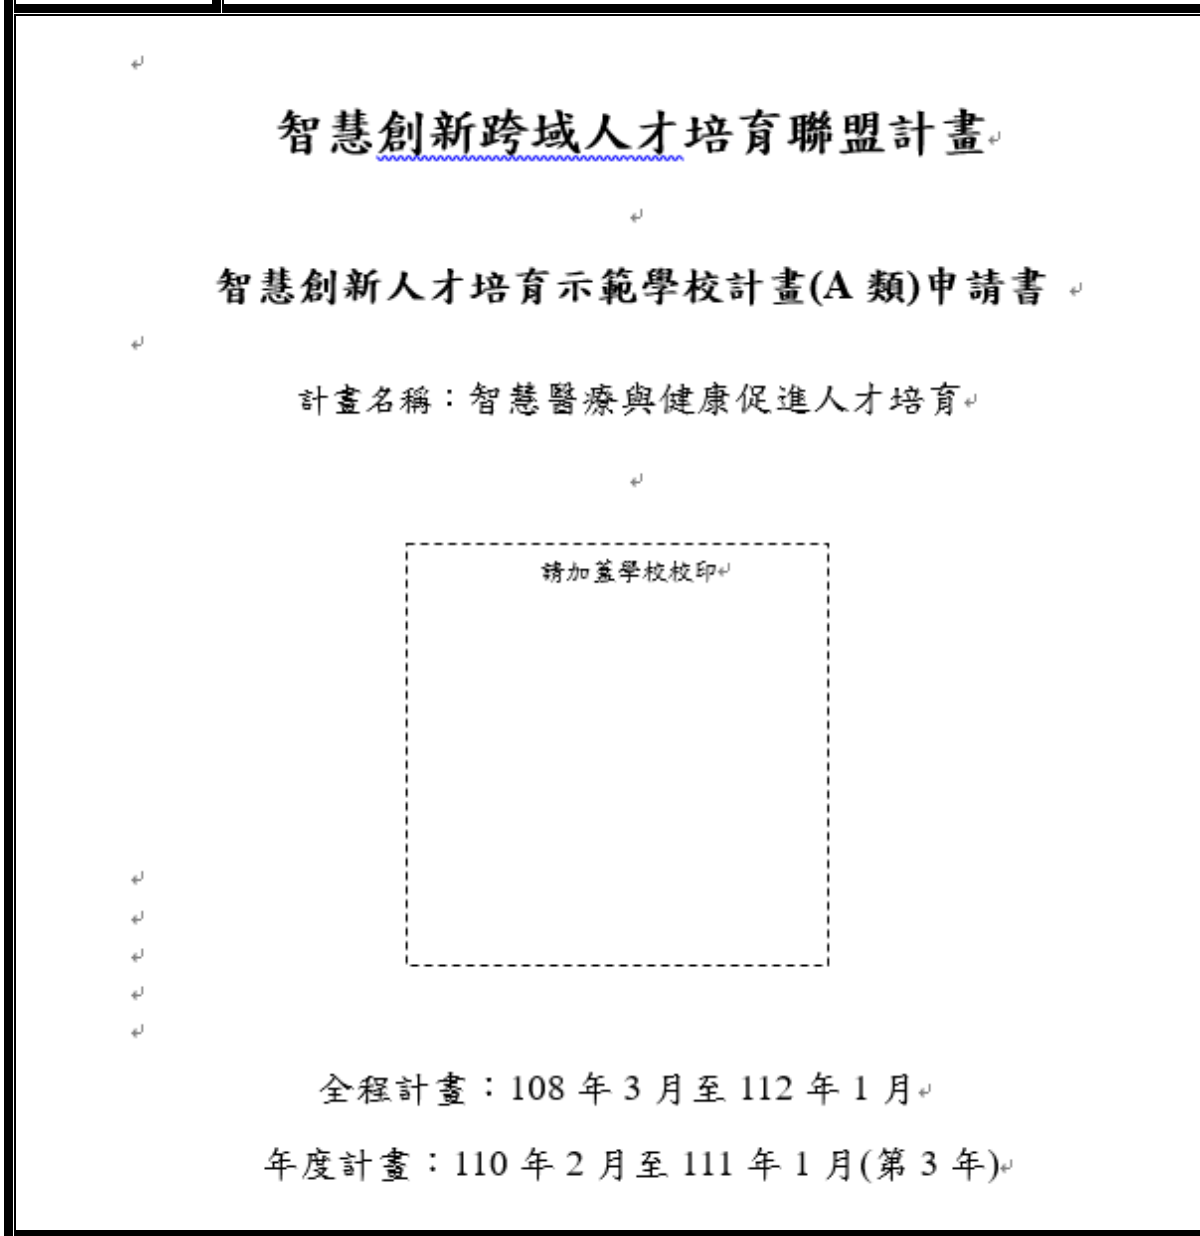 智慧創新跨域人才培育聯盟計畫
智慧創新人才培育示範學校計畫(A 類)申請書
計畫名稱：智慧醫療與健康促進人才培育
請加蓋學校校印
全程計畫：108 年 3 月至 112 年 1 月
年度計畫：110 年 2 月至 111 年 1 月(第 3 年)